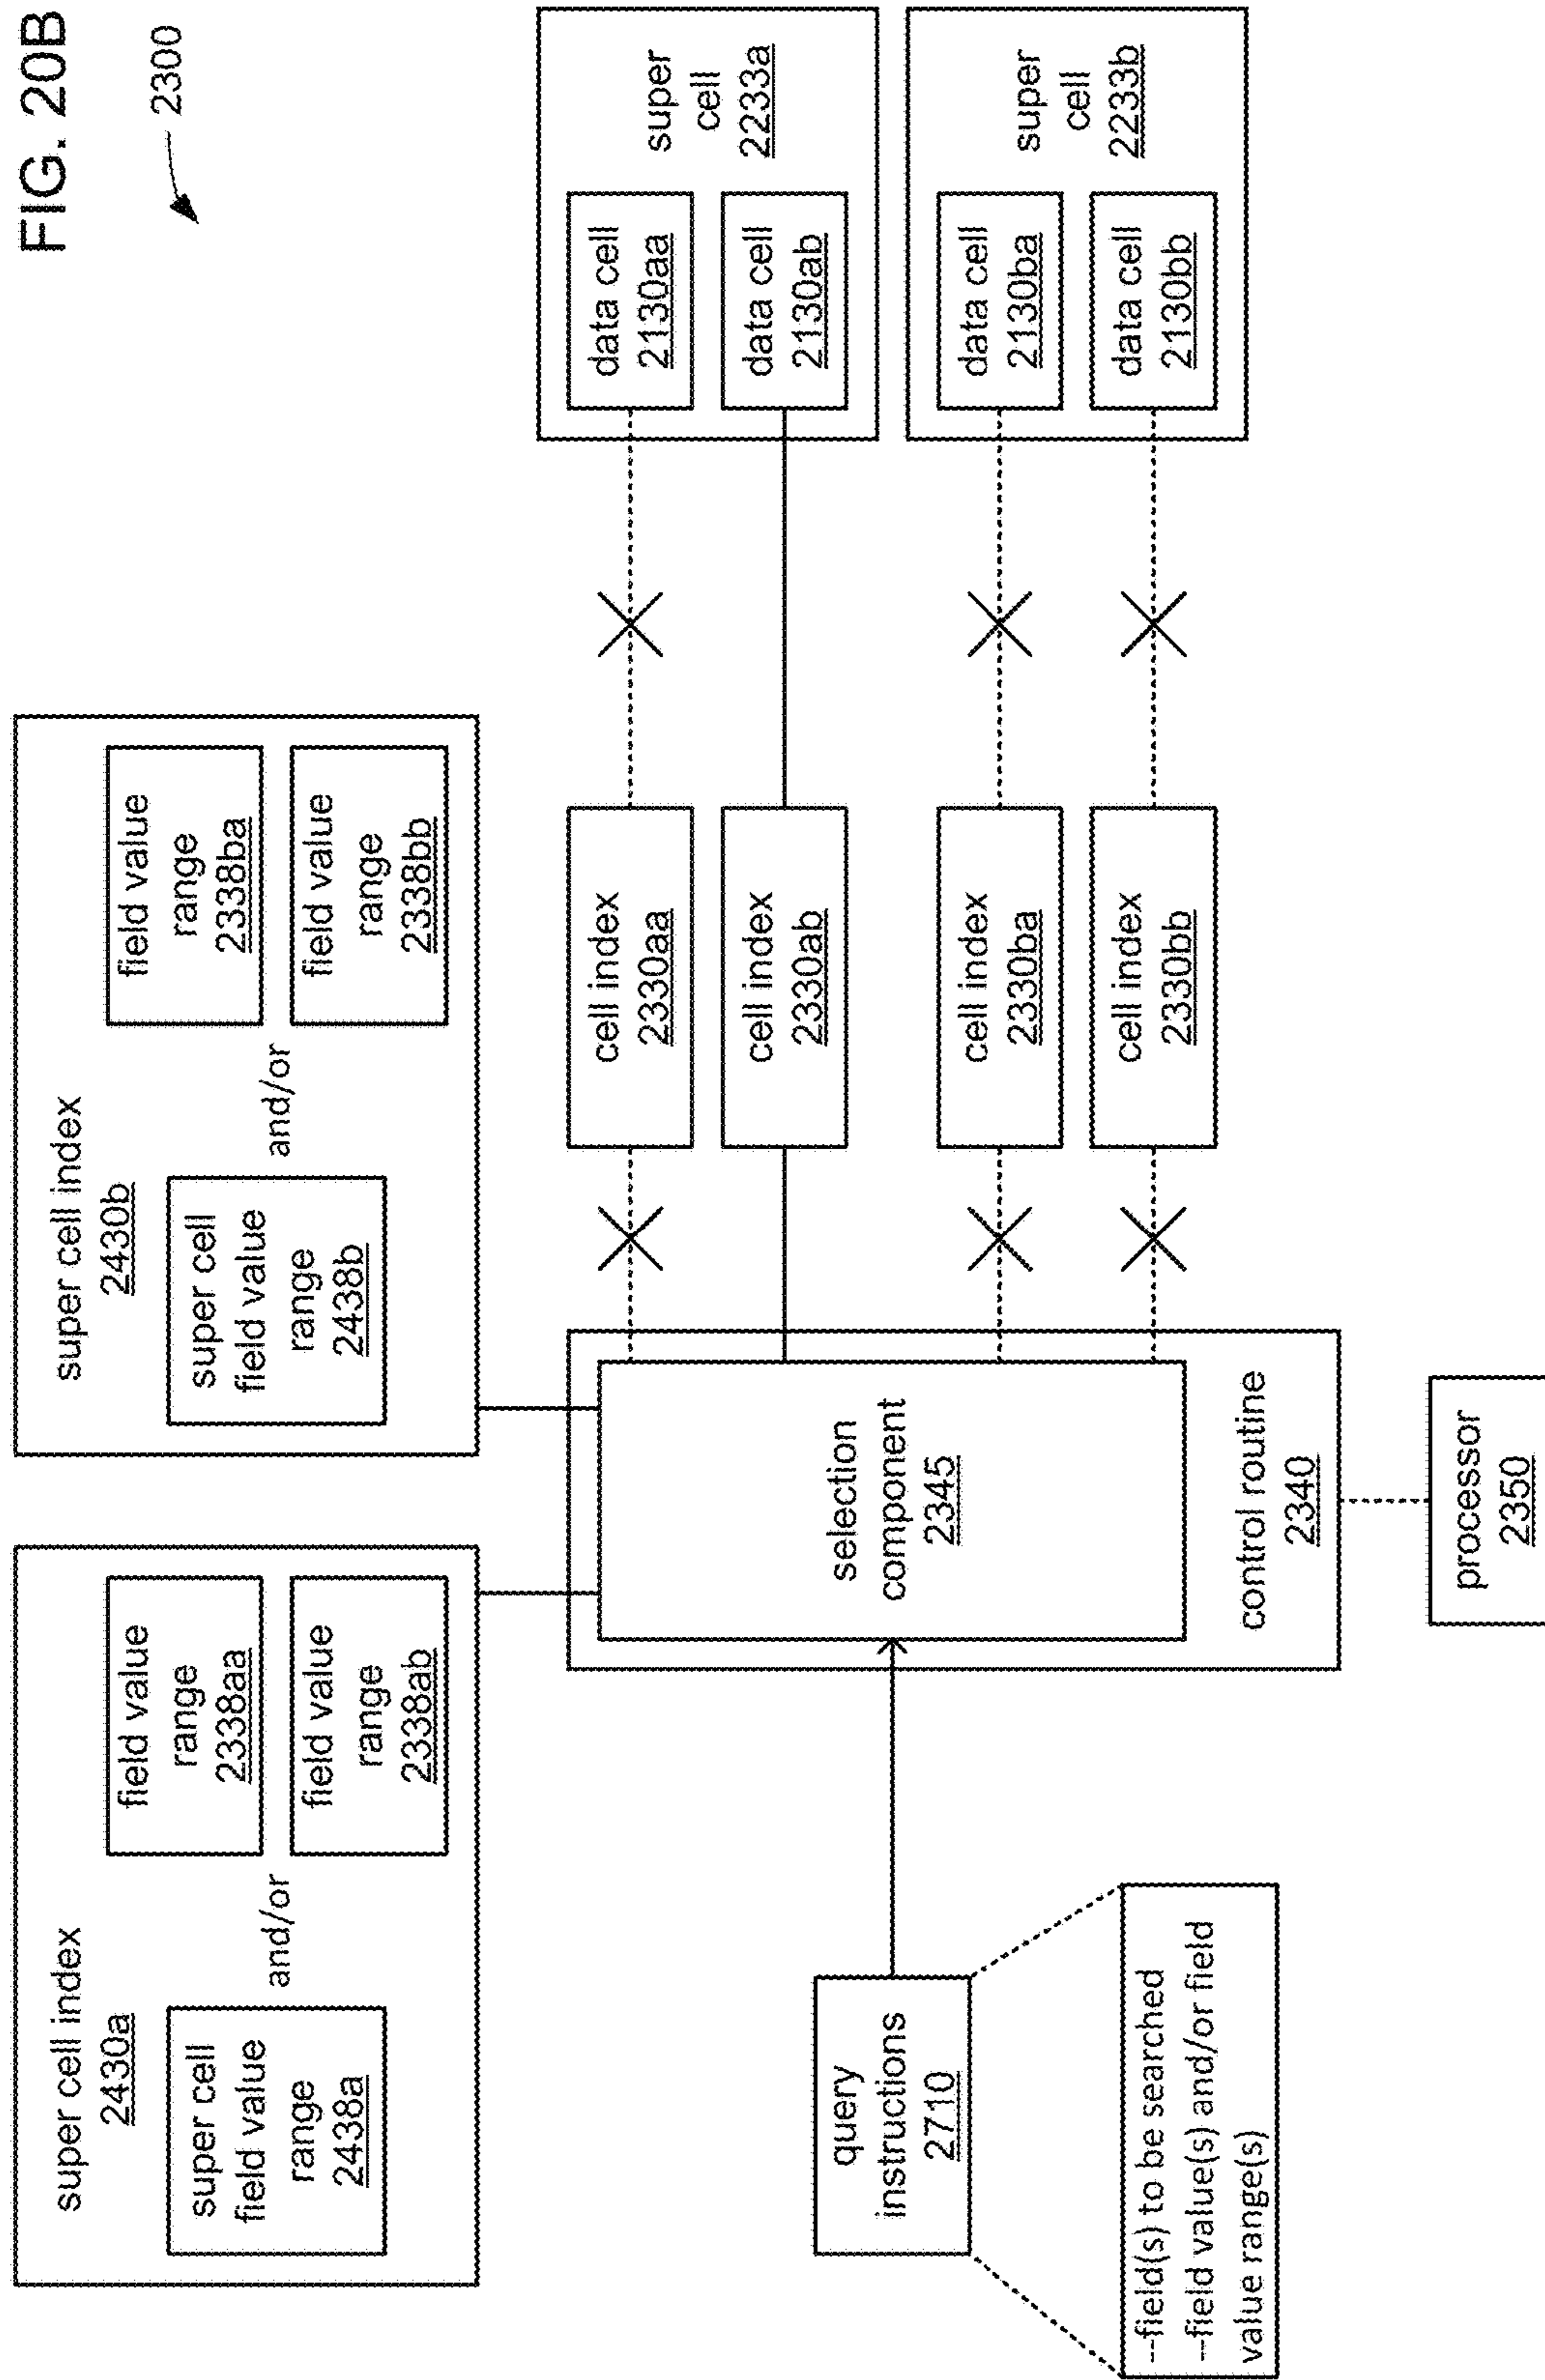 FIG. 20B
2300
super cell index
2430a
super cell
field value
range
2438a
and/or
field value
range
2338aa
field value
range
2338ab
super cell index
2430b
super cell
field value
range
2438b
and/or
field value
range
2338ba
field value
range
2338bb
query
instructions
2710
--field(s) to be searched
--field value(s) and/or field
value range(s)
selection
component
2345
control routine
2340
processor
2350
cell index
2330aa
cell index
2330ab
cell index
2330ba
cell index
2330bb
data cell
2130aa
data cell
2130ab
super
cell
2233a
data cell
2130ba
data cell
2130bb
super
cell
2233b